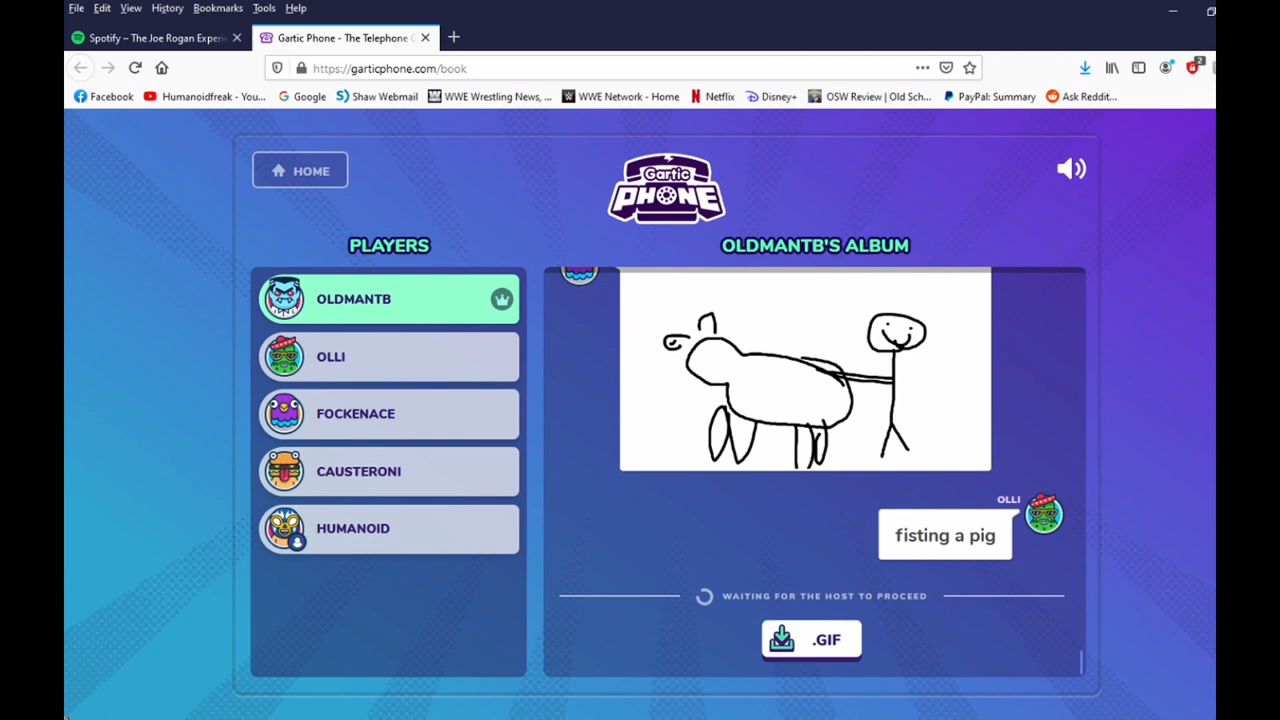 File Edit View History Bookmarks Tools Help
Spotify – The Joe Rogan Experi
Gartic Phone - The Telephone G
https://garticphone.com/book
Facebook
Humanoidfreak - You...
Google
Shaw Webmail
WWE Wrestling News, ...
WWE Network - Home
Netflix
Disney+
OSW Review | Old Sch...
PayPal: Summary
Ask Reddit...
2
HOME
Gartic
PHONE
PLAYERS
OLDMANTB'S ALBUM
OLDMANTB
OLLI
FOCKENACE
CAUSTERONI
HUMANOID
OLLI
fisting a pig
WAITING FOR THE HOST TO PROCEED
.GIF